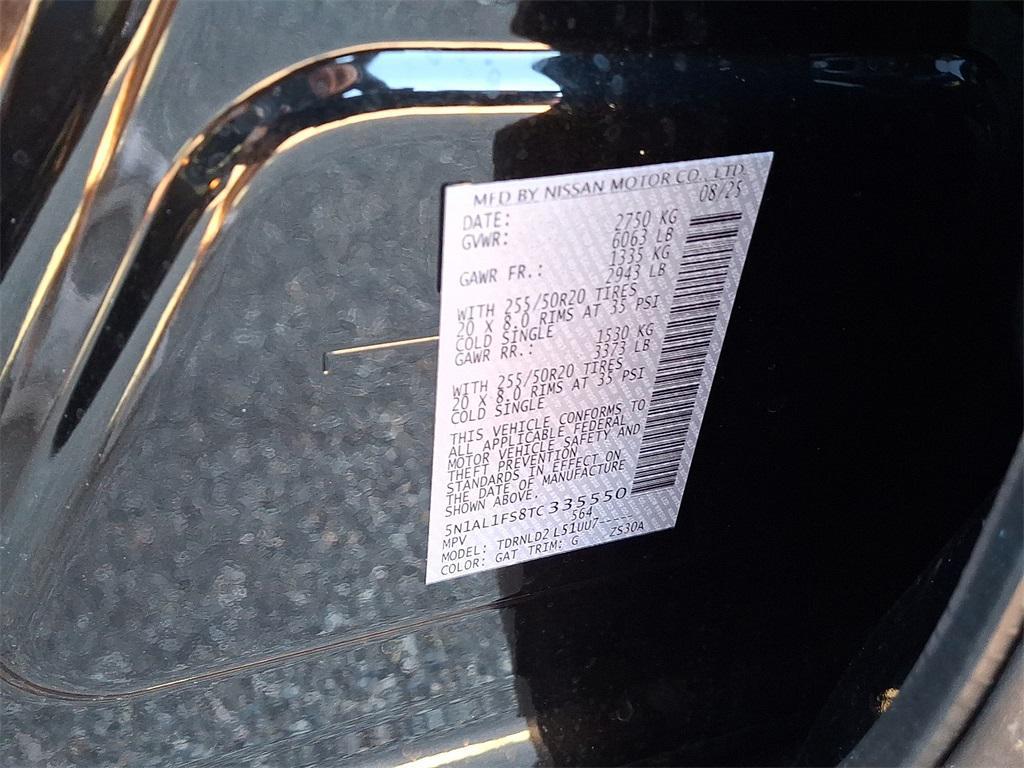 MFD BY NISSAN MOTOR CO., LTD
DATE: 08/25
GVWR: 2750 KG
6063 LB
GAWR FR.: 1335 KG
2943 LB
WITH 255/50R20 TIRES
20 X 8.0 RIMS AT 35 PSI
COLD SINGLE
GAWR RR.: 1530 KG
3373 LB
WITH 255/50R20 TIRES
20 X 8.0 RIMS AT 35 PSI
COLD SINGLE
THIS VEHICLE CONFORMS TO
ALL APPLICABLE FEDERAL
MOTOR VEHICLE SAFETY AND
THEFT PREVENTION
STANDARDS IN EFFECT ON
THE DATE OF MANUFACTURE
SHOWN ABOVE.
5N1AL1FS8TC335550
MPV 564
MODEL: TDRNLD2 L51UU7-----
COLOR: GAT TRIM: G ZS30A